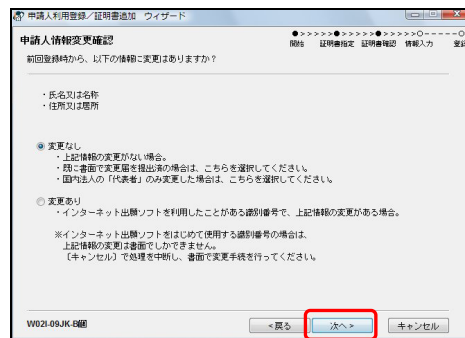 申請人利用登録/証明書追加 ウィザード
申請人情報変更確認
●>>>>>●>>>>>●>>>>>○-----○
開始 証明書指定 証明書確認 情報入力 登録
前回登録時から、以下の情報に変更はありますか？
・氏名又は名称
・住所又は居所
変更なし
・上記情報の変更がない場合。
・既に書面で変更届を提出済の場合は、こちらを選択してください。
・国内法人の「代表者」のみ変更した場合は、こちらを選択してください。
変更あり
・インターネット出願ソフトを利用したことがある識別番号で、上記情報の変更がある場合。
※インターネット出願ソフトをはじめて使用する識別番号の場合は、
上記情報の変更は書面でしかできません。
［キャンセル］で処理を中断し、書面で変更手続を行ってください。
W02I-09JK-B
<戻る 次へ> キャンセル